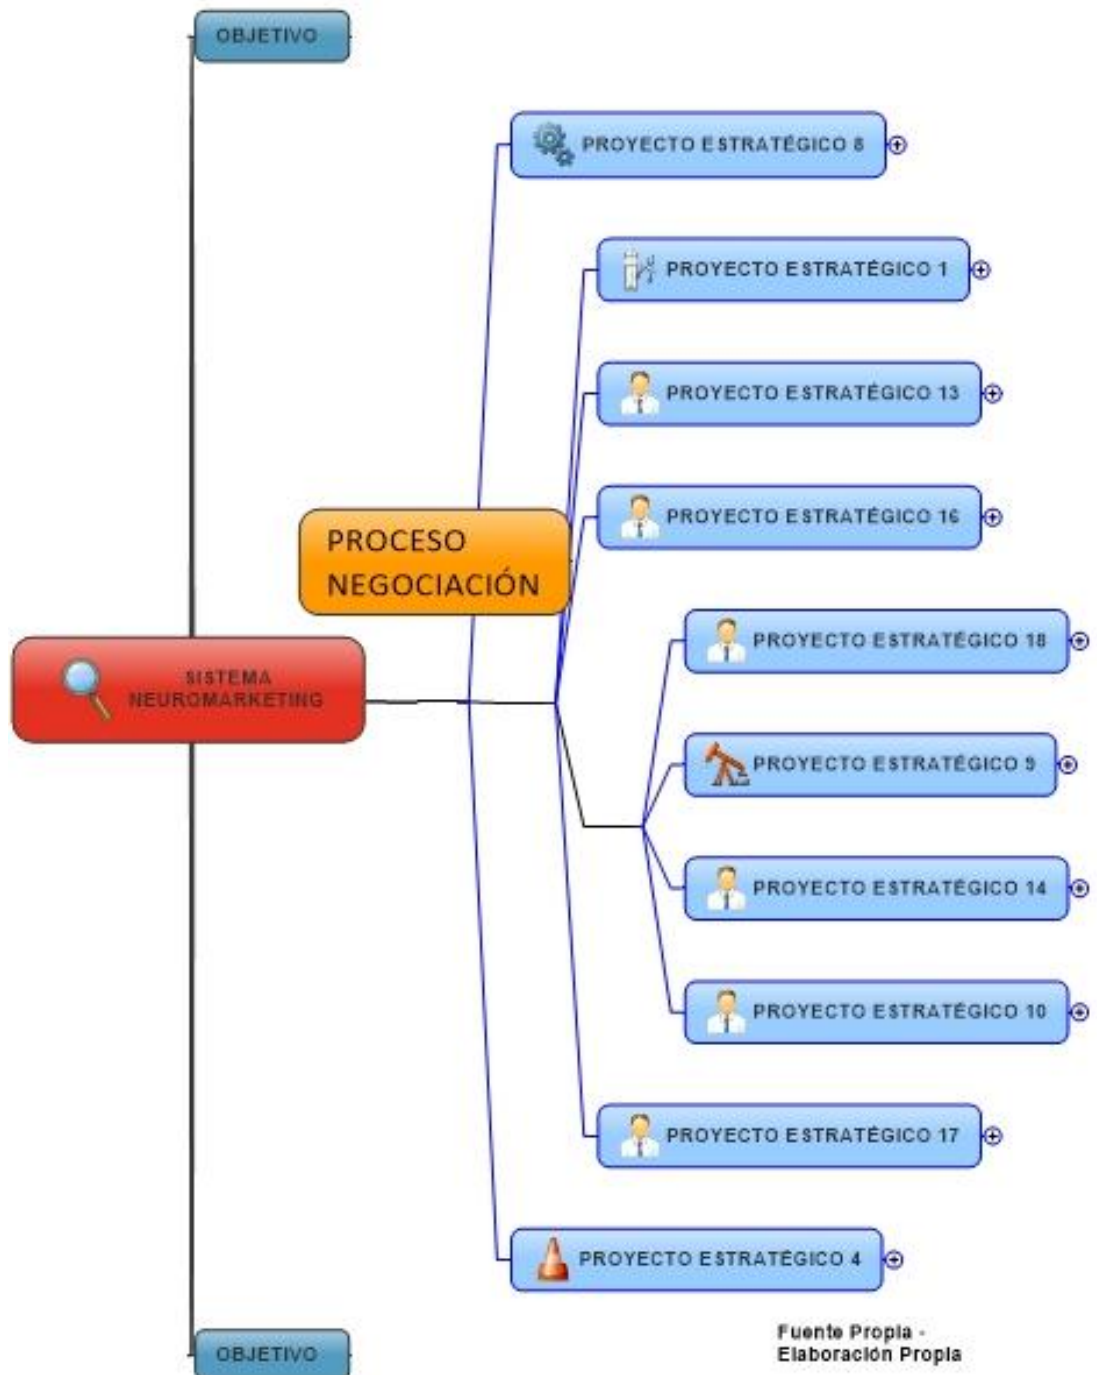 OBJETIVO
PROYECTO ESTRATÉGICO 8
PROYECTO ESTRATÉGICO 1
PROYECTO ESTRATÉGICO 13
PROYECTO ESTRATÉGICO 16
PROCESO
NEGOCIACIÓN
PROYECTO ESTRATÉGICO 18
SISTEMA
NEUROMARKETING
PROYECTO ESTRATÉGICO 9
PROYECTO ESTRATÉGICO 14
PROYECTO ESTRATÉGICO 10
PROYECTO ESTRATÉGICO 17
PROYECTO ESTRATÉGICO 4
Fuente Propia -
Elaboración Propia
OBJETIVO